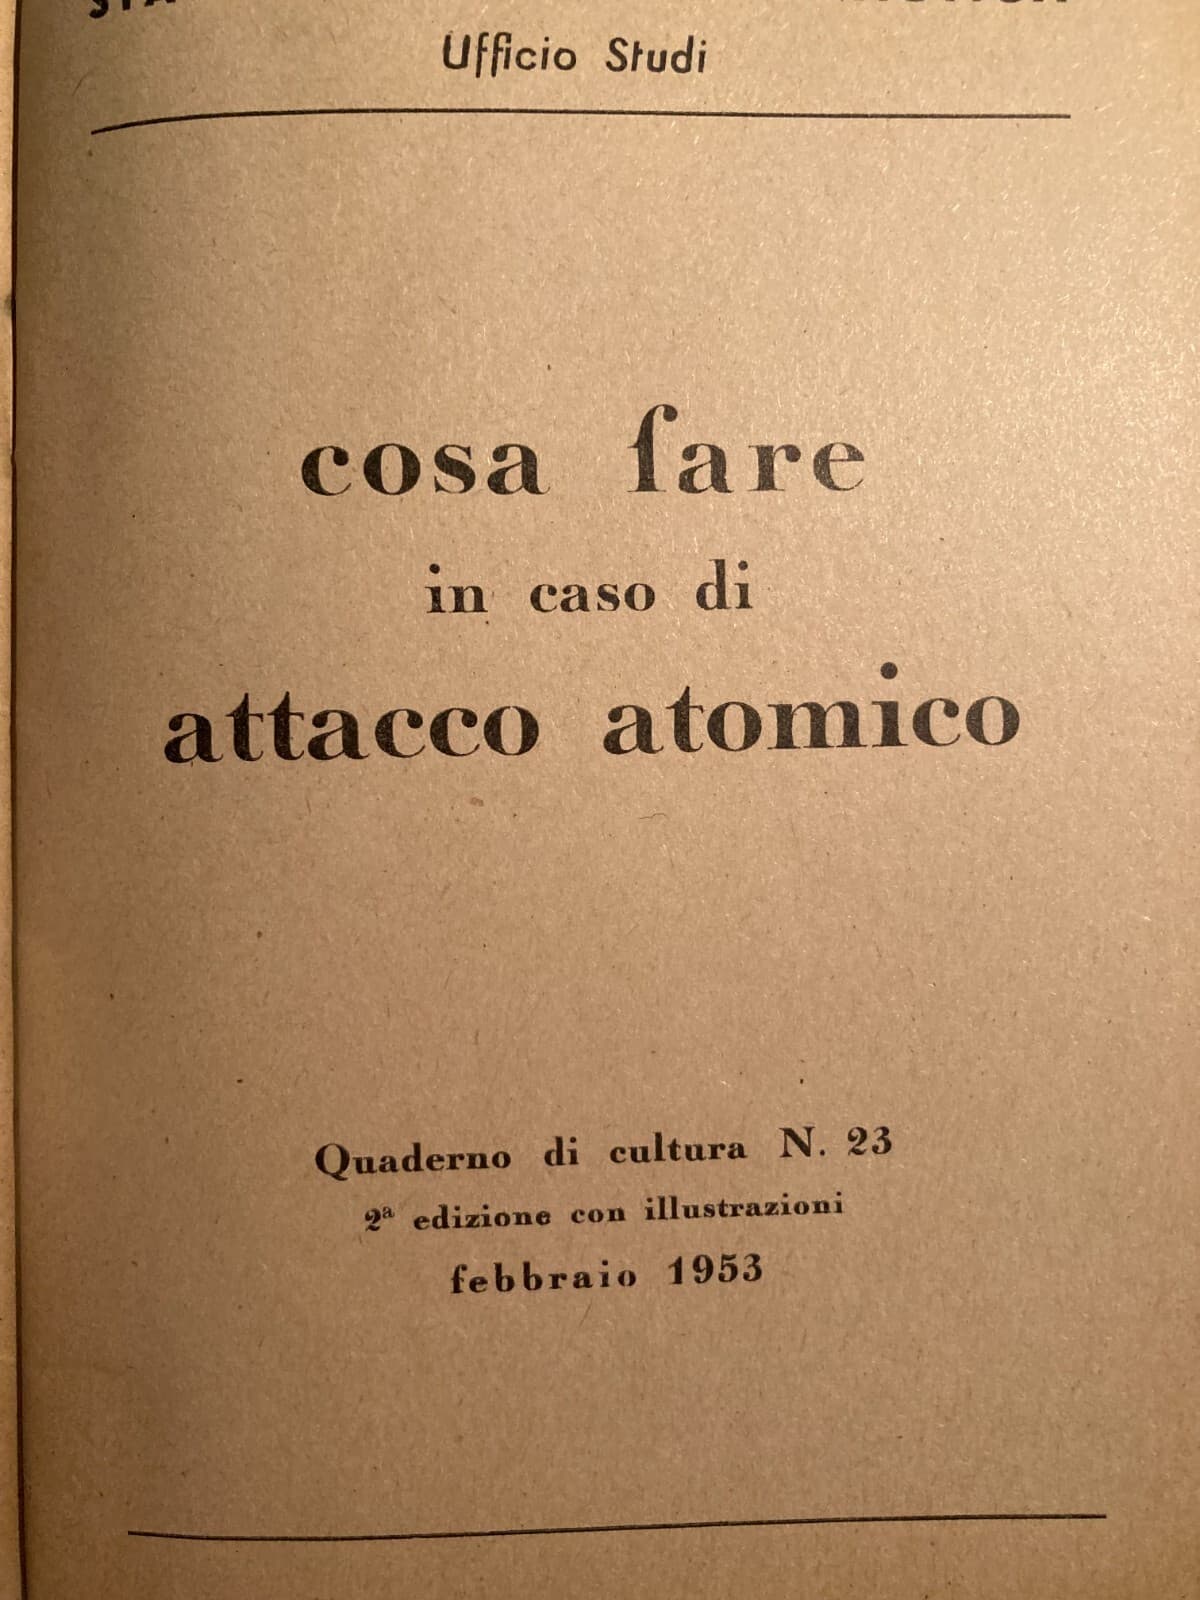 Ufficio Studi
cosa fare
in caso di
attacco atomico
Quaderno di cultura N. 23
2ª edizione con illustrazioni
febbraio 1953